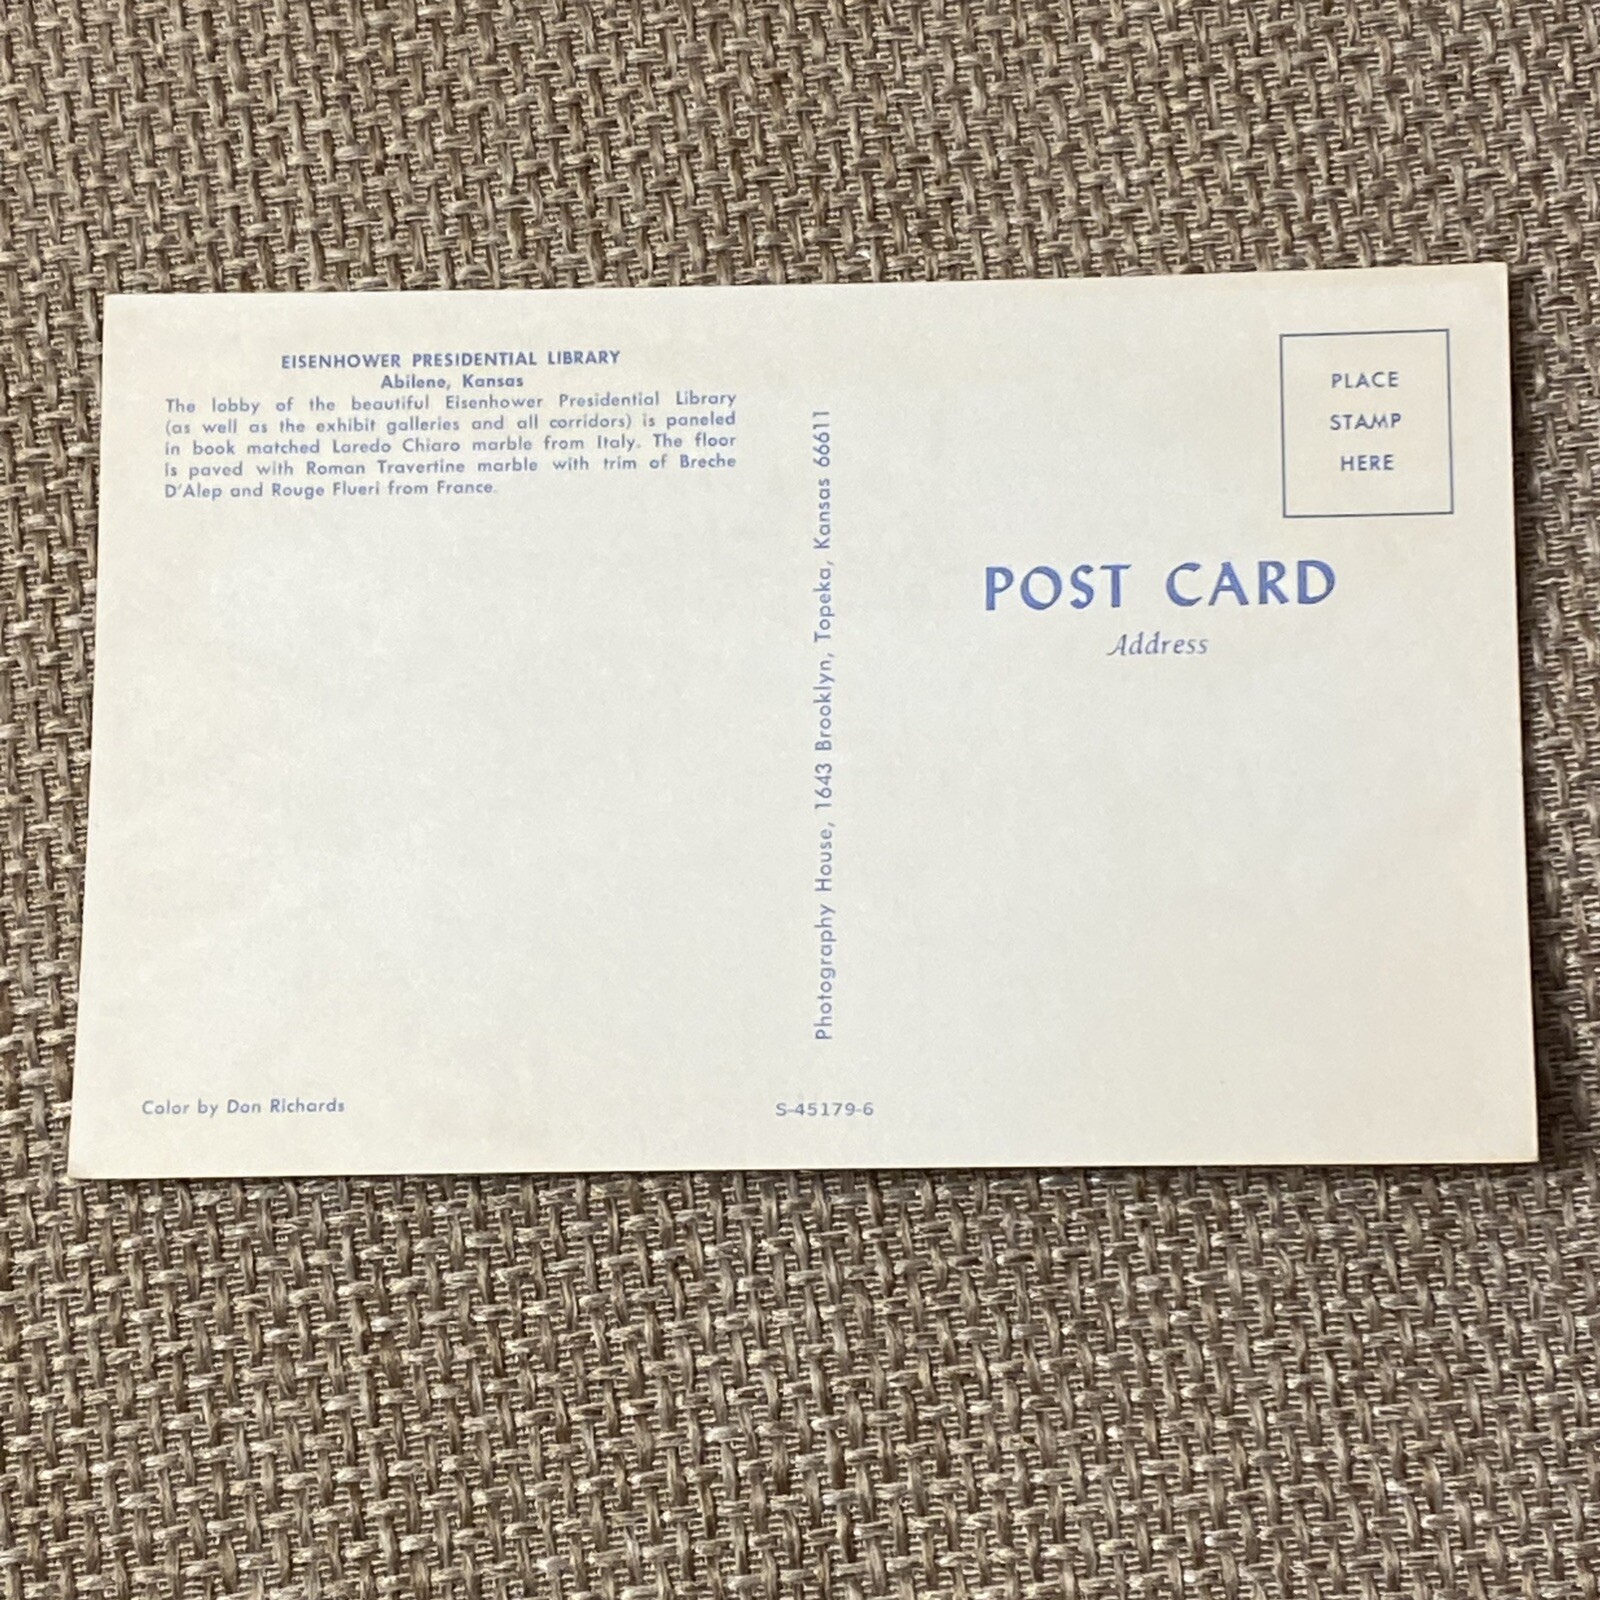 EISENHOWER PRESIDENTIAL LIBRARY
Abilene, Kansas
The lobby of the beautiful Eisenhower Presidential Library
(as well as the exhibit galleries and all corridors) is paneled
in book matched Laredo Chiaro marble from Italy. The floor
is paved with Roman Travertine marble with trim of Breche
D'Alep and Rouge Flueri from France.
Color by Don Richards
Photography House, 1643 Brooklyn, Topeka, Kansas 66611
S-45179-6
PLACE
STAMP
HERE
POST CARD
Address